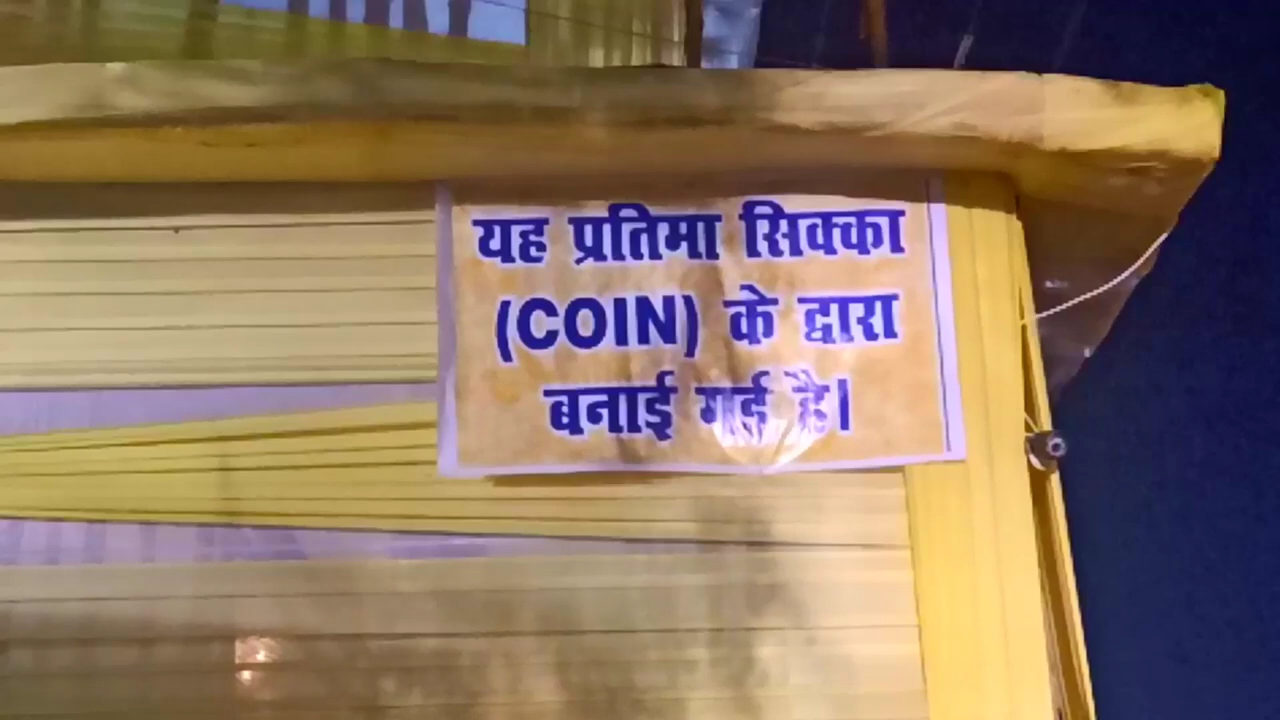 यह प्रतिमा सिक्का
(COIN) के द्वारा
बनाई गई है।